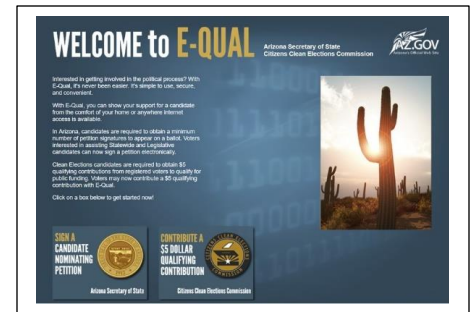 WELCOME to E-QUAL
Arizona Secretary of State
Citizens Clean Elections Commission
AZ.GOV
Interested in getting involved in the political process? With
E-Qual, it's never been easier. It's simple to use, secure,
and convenient.
With E-Qual, you can show your support for a candidate
from the comfort of your home or anywhere internet
access is available.
In Arizona, candidates are required to obtain a minimum
number of petition signatures to appear on a ballot. Voters
interested in assisting Statewide and Legislative
candidates can now sign a petition electronically.
Clean Elections candidates are required to obtain $5
qualifying contributions from registered voters to qualify for
public funding. Voters may now contribute a $5 qualifying
contribution with E-Qual.
Click on a box below to get started now!
SIGN A
CANDIDATE
NOMINATING
PETITION
Arizona Secretary of State
CONTRIBUTE A
$5 DOLLAR
QUALIFYING
CONTRIBUTION
Citizens Clean Elections Commission